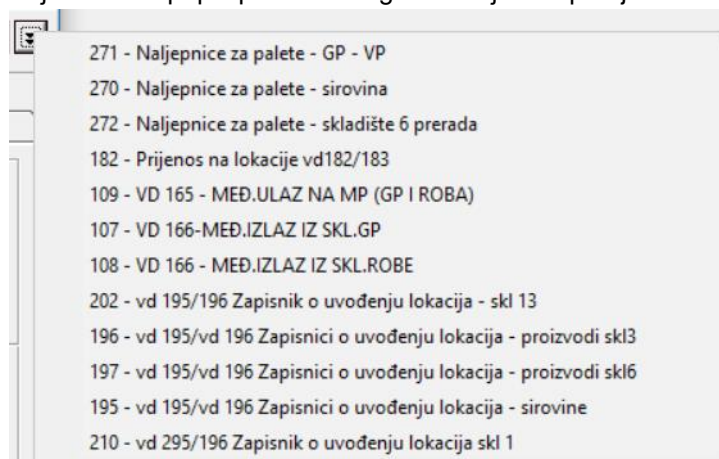 271 - Naljepnice za palete - GP - VP
270 - Naljepnice za palete - sirovina
272 - Naljepnice za palete - skladište 6 prerada
182 - Prijenos na lokacije vd182/183
109 - VD 165 - MEĐ.ULAZ NA MP (GP I ROBA)
107 - VD 166-MEĐ.IZLAZ IZ SKL.GP
108 - VD 166 - MEĐ.IZLAZ IZ SKL.ROBE
202 - vd 195/196 Zapisnik o uvođenju lokacija - skl 13
196 - vd 195/vd 196 Zapisnici o uvođenju lokacija - proizvodi skl3
197 - vd 195/vd 196 Zapisnici o uvođenju lokacija - proizvodi skl6
195 - vd 195/vd 196 Zapisnici o uvođenju lokacija - sirovine
210 - vd 295/196 Zapisnik o uvođenju lokacija skl 1